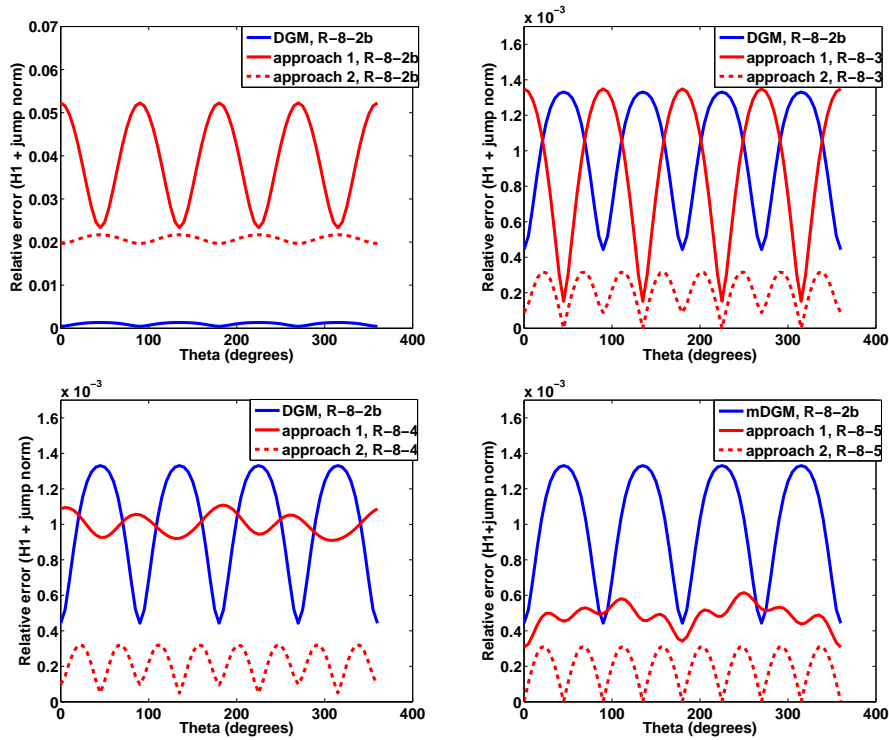 0.07
0.06
0.05
0.04
0.03
0.02
0.01
0
0
100
200
300
400
Relative error (H1 + jump norm)
Theta (degrees)
DGM, R−8−2b
approach 1, R−8−2b
approach 2, R−8−2b
x 10⁻³
1.6
1.4
1.2
1
0.8
0.6
0.4
0.2
0
0
100
200
300
400
Relative error (H1 + jump norm)
Theta (degrees)
DGM, R−8−2b
approach 1, R−8−3
approach 2, R−8−3
x 10⁻³
1.6
1.4
1.2
1
0.8
0.6
0.4
0.2
0
0
100
200
300
400
Relative error (H1 + jump norm)
Theta (degrees)
DGM, R−8−2b
approach 1, R−8−4
approach 2, R−8−4
x 10⁻³
1.6
1.4
1.2
1
0.8
0.6
0.4
0.2
0
0
100
200
300
400
Relative error (H1+jump norm)
Theta (degrees)
mDGM, R−8−2b
approach 1, R−8−5
approach 2, R−8−5